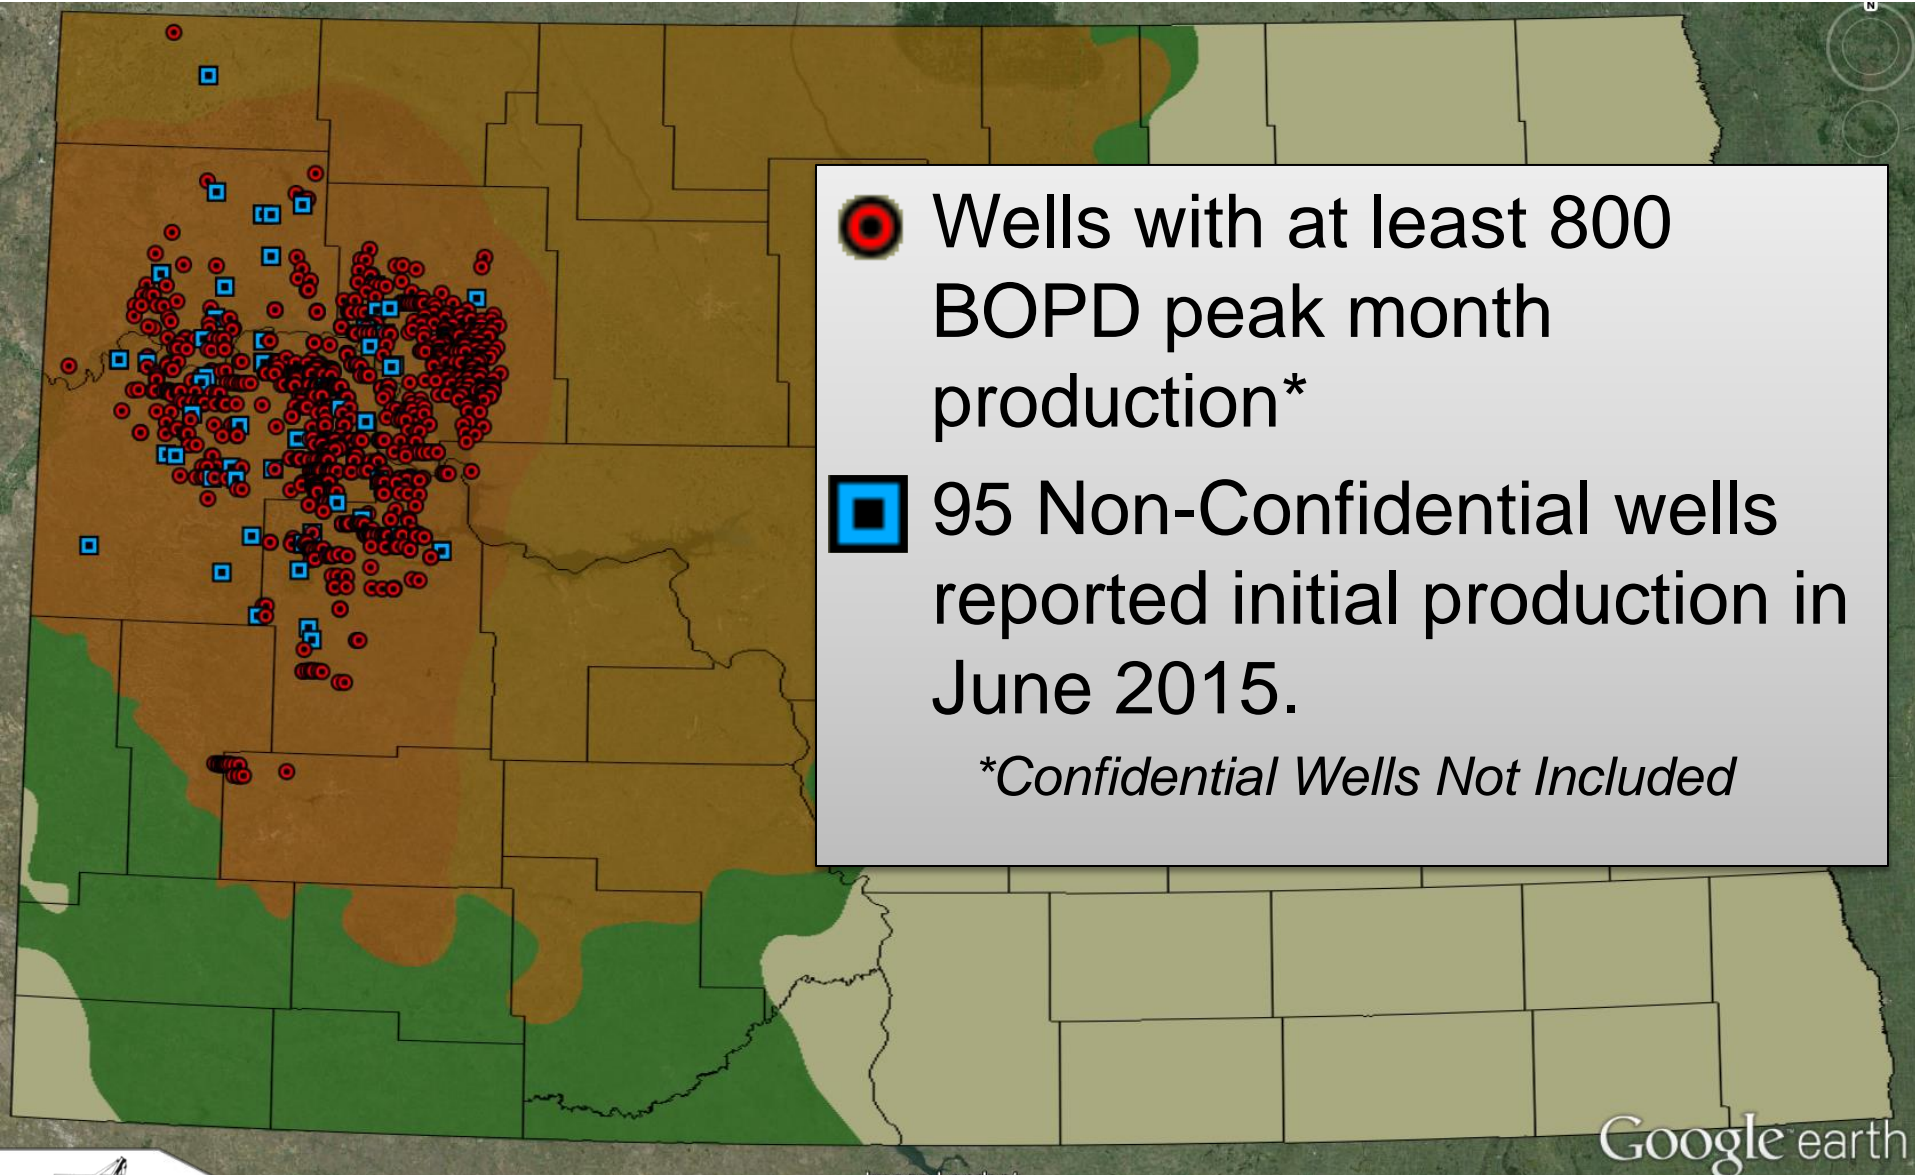 N
Wells with at least 800
BOPD peak month
production*
95 Non-Confidential wells
reported initial production in
June 2015.
*Confidential Wells Not Included
Google earth